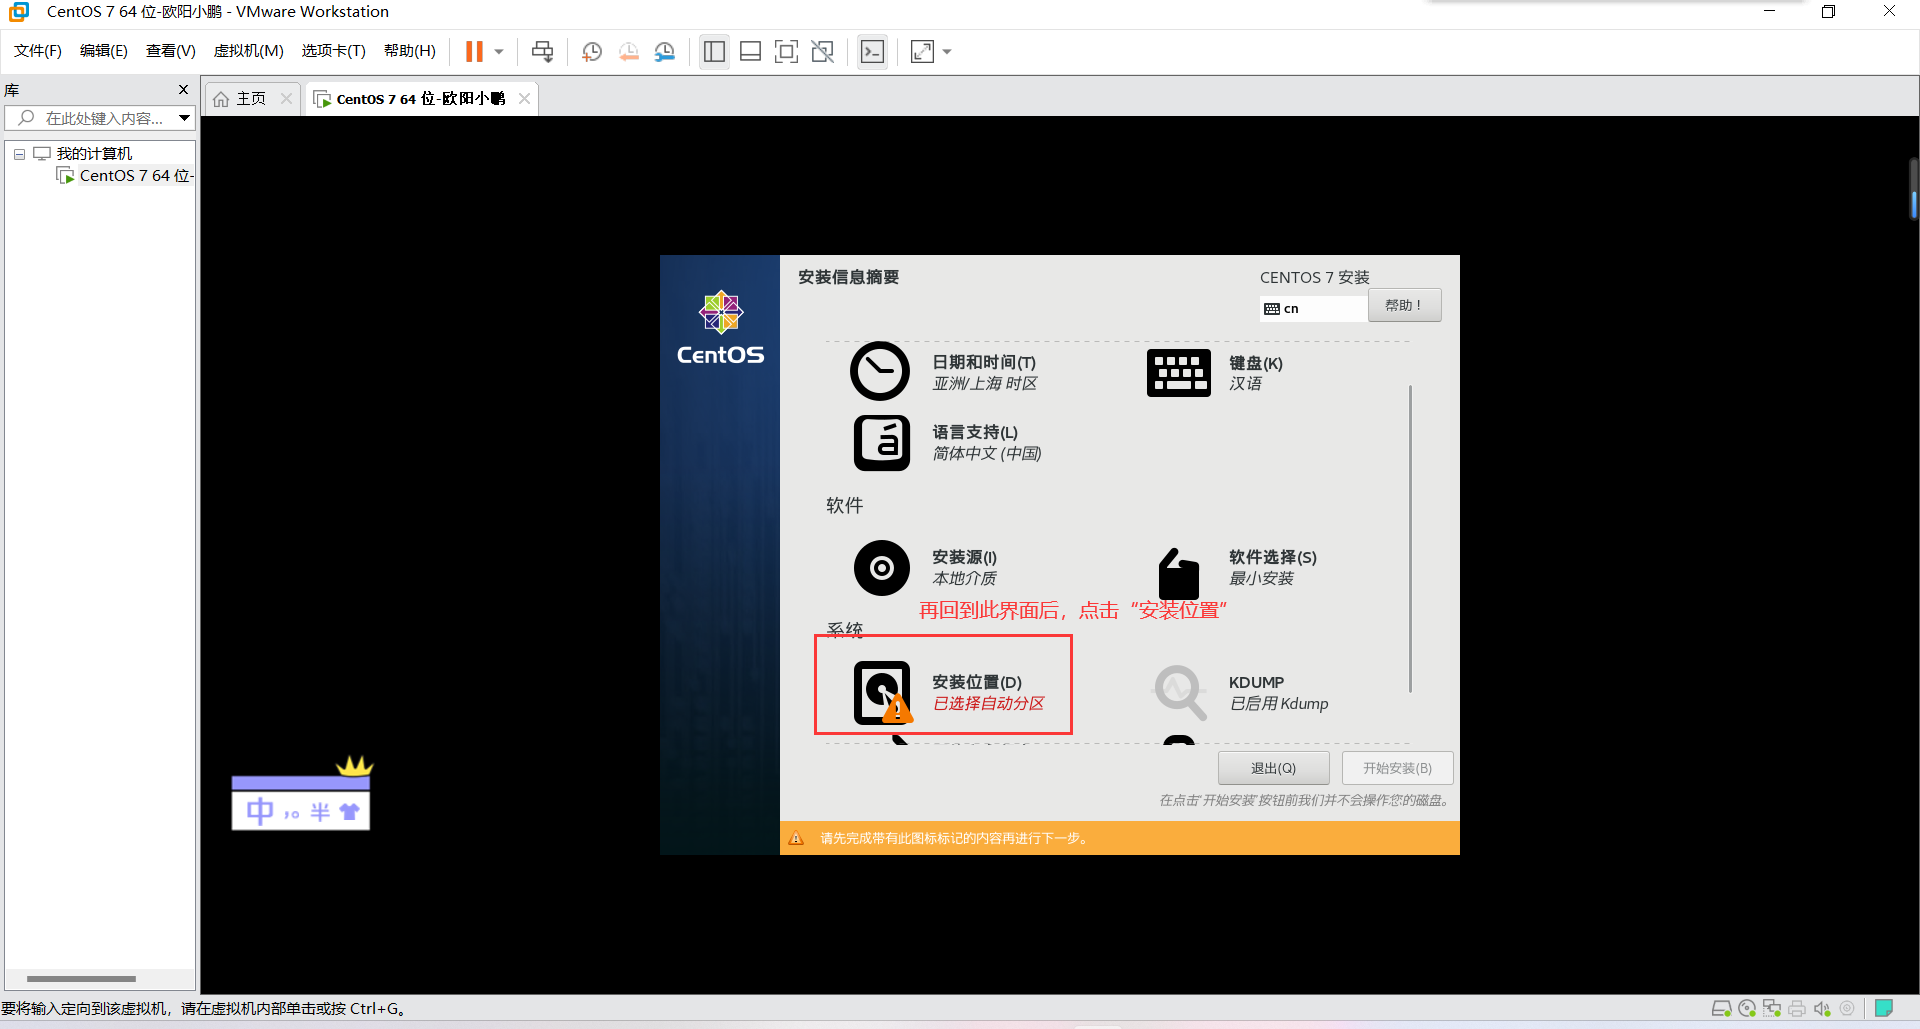 CentOS 7 64 位-欧阳小鹏 - VMware Workstation
文件(F) 编辑(E) 查看(V) 虚拟机(M) 选项卡(T) 帮助(H)
库
主页
CentOS 7 64 位-欧阳小鹏
在此处键入内容...
我的计算机
CentOS 7 64 位-
CentOS
安装信息摘要
CENTOS 7 安装
cn
帮助！
日期和时间(T)
亚洲/上海 时区
键盘(K)
汉语
语言支持(L)
简体中文 (中国)
软件
安装源(I)
本地介质
软件选择(S)
最小安装
再回到此界面后，点击“安装位置”
系统
安装位置(D)
已选择自动分区
KDUMP
已启用 Kdump
退出(Q)
开始安装(B)
在点击'开始安装'按钮前我们并不会操作您的磁盘。
请先完成带有此图标标记的内容再进行下一步。
中 ，。 半
要将输入定向到该虚拟机，请在虚拟机内部单击或按 Ctrl+G。